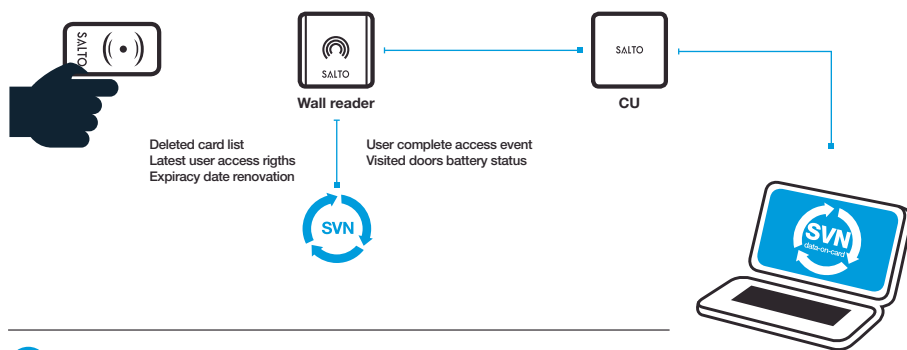 SALTO
SALTO
SALTO
Wall reader
CU
Deleted card list
Latest user access rigths
Expiracy date renovation
User complete access event
Visited doors battery status
SVN
SVN
data-on-card